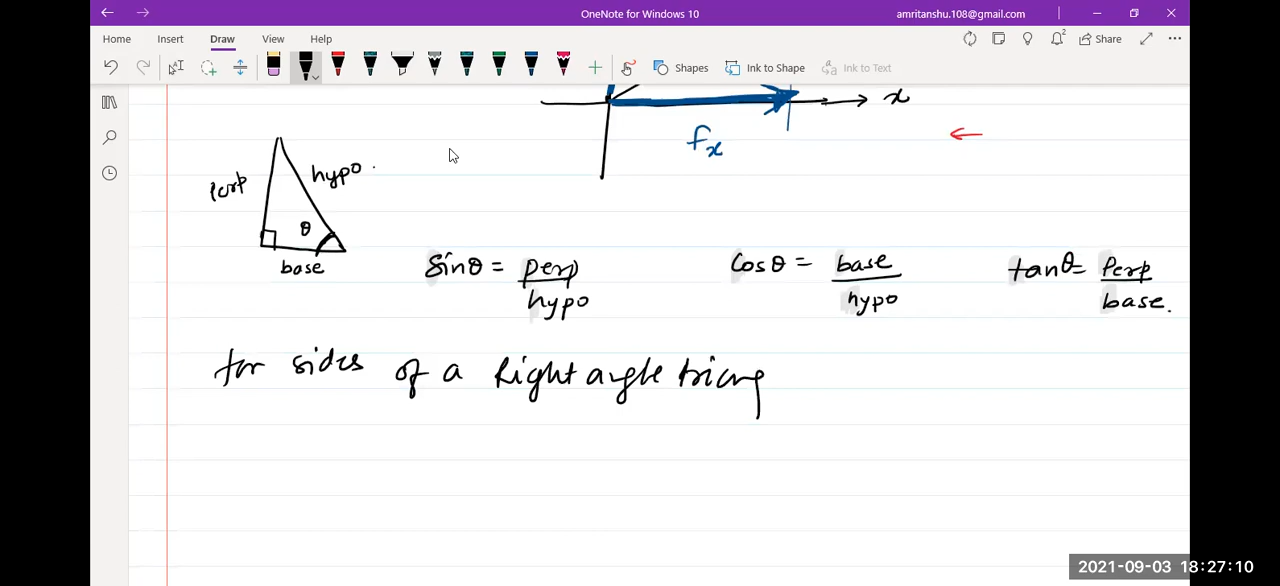 OneNote for Windows 10
amritanshu.108@gmail.com
Home Insert Draw View Help
Share
Shapes Ink to Shape Ink to Text
x
fx
perp
hypo.
θ
base
Sinθ = perp/hypo
Cosθ = base/hypo
tanθ= Perp/base.
for sides of a Right angle triang
2021-09-03 18:27:10